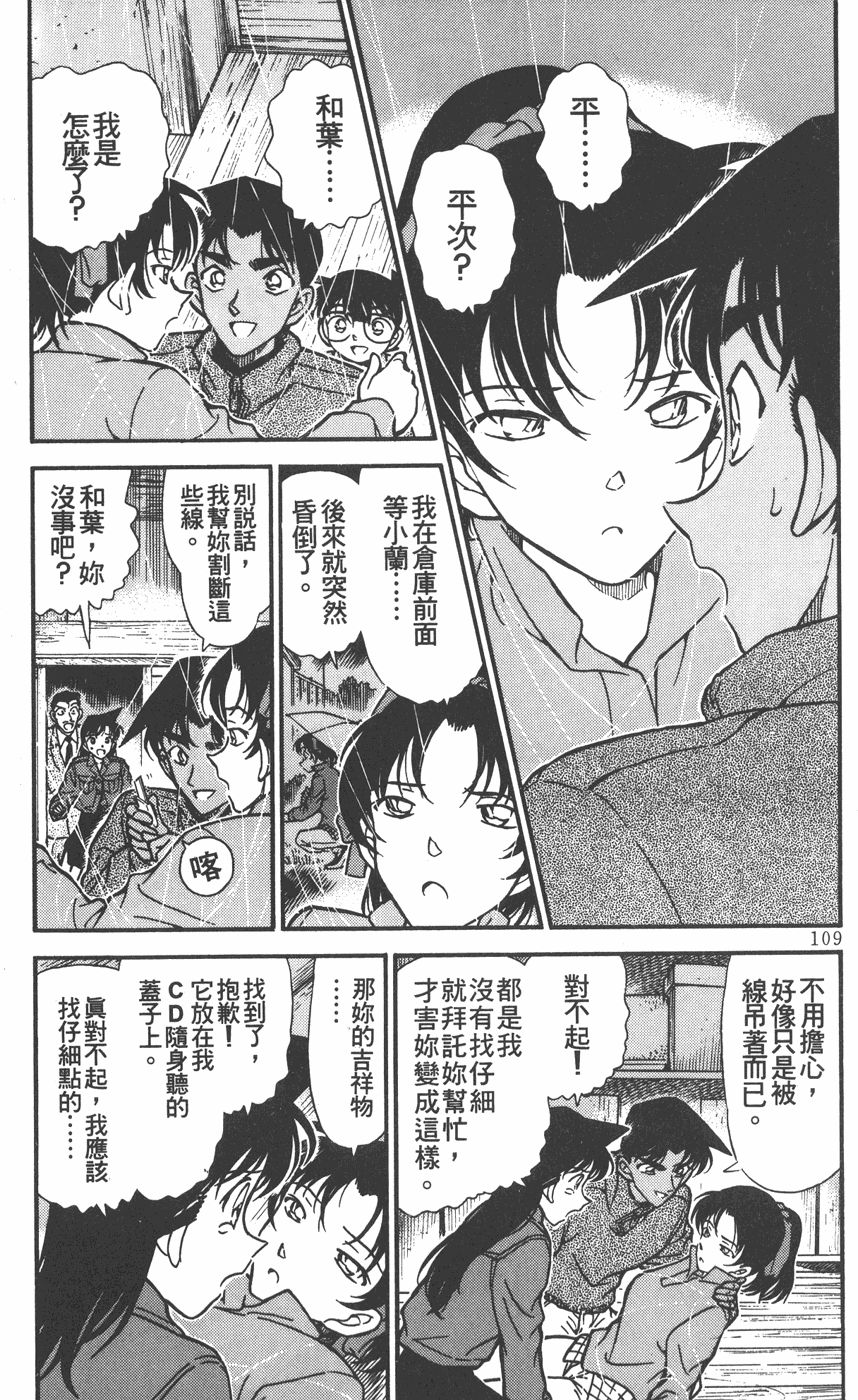 平……
平次？
和葉……
我是
怎麼了？
我在倉庫前面
等小蘭……
後來就突然
昏倒了。
別說話，
我幫妳割斷這
些線。
和葉，妳
沒事吧？
喀
109
不用擔心，
好像只是被
線吊著而已。
對不起！
都是我
沒有找仔細
就拜託妳幫忙，
才害妳變成這樣。
那妳的吉祥物
……
找到了，
抱歉！
它放在我
CD隨身聽的
蓋子上。
眞對不起，我應該
找仔細點的……